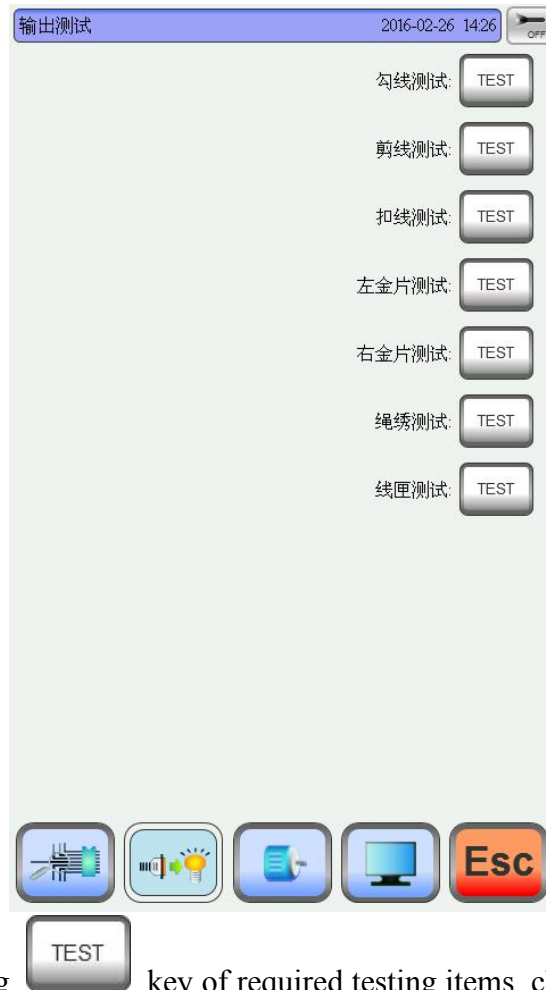 输出测试 2016-02-26 14:26 OFF
勾线测试: TEST
剪线测试: TEST
扣线测试: TEST
左金片测试: TEST
右金片测试: TEST
绳绣测试: TEST
线匣测试: TEST
Esc
TEST key of required testing items